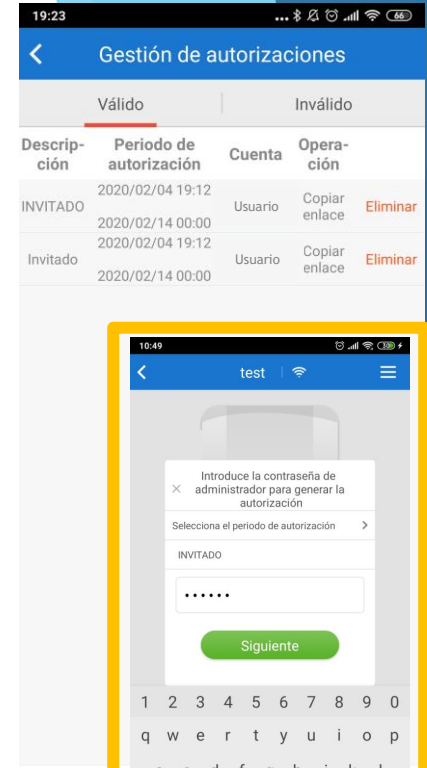 19:23
66
Gestión de autorizaciones
Válido
Inválido
Descrip-
ción
Periodo de
autorización
Cuenta
Opera-
ción
INVITADO
2020/02/04 19:12
2020/02/14 00:00
Usuario
Copiar
enlace
Eliminar
Invitado
2020/02/04 19:12
2020/02/14 00:00
Usuario
Copiar
enlace
Eliminar
10:49
100
test
Introduce la contraseña de
administrador para generar la
autorización
Selecciona el periodo de autorización
INVITADO
••••••
Siguiente
1 2 3 4 5 6 7 8 9 0
q w e r t y u i o p